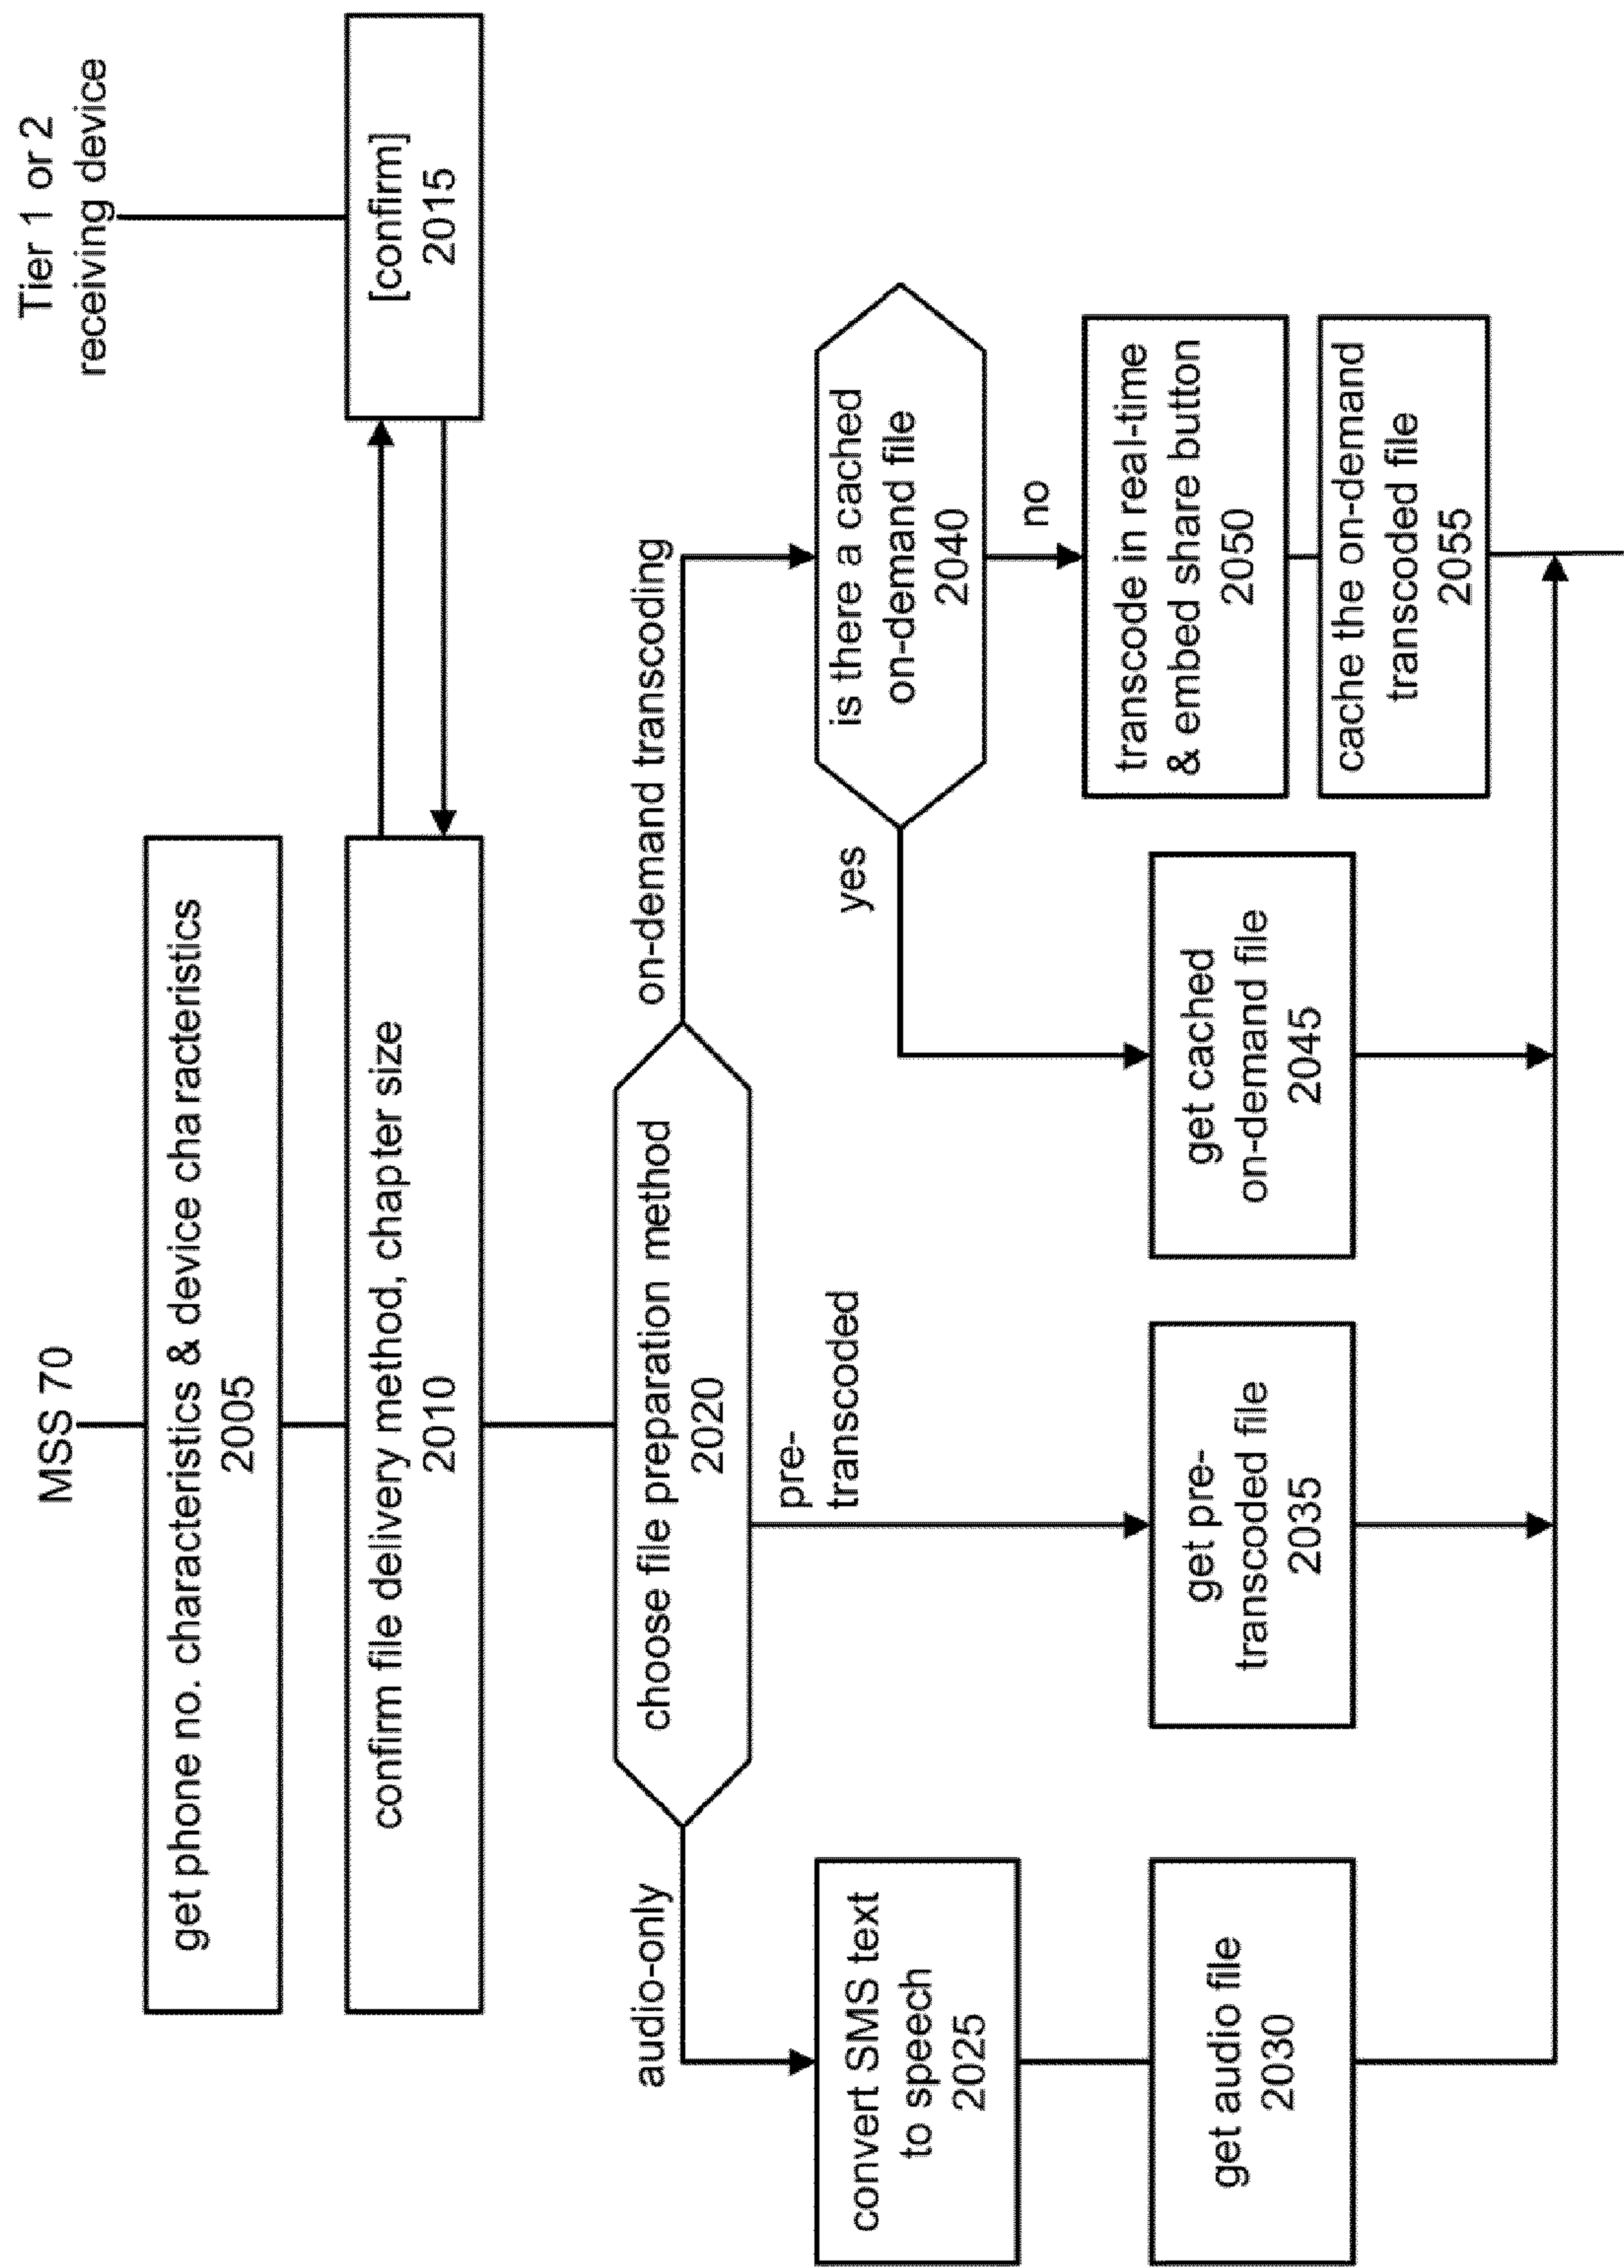 MSS 70
Tier 1 or 2
receiving device
get phone no. characteristics & device characteristics
2005
confirm file delivery method, chapter size
2010
[confirm]
2015
choose file preparation method
2020
audio-only
pre-
transcoded
on-demand transcoding
convert SMS text
to speech
2025
is there a cached
on-demand file
2040
yes
no
get audio file
2030
get pre-
transcoded file
2035
get cached
on-demand file
2045
transcode in real-time
& embed share button
2050
cache the on-demand
transcoded file
2055